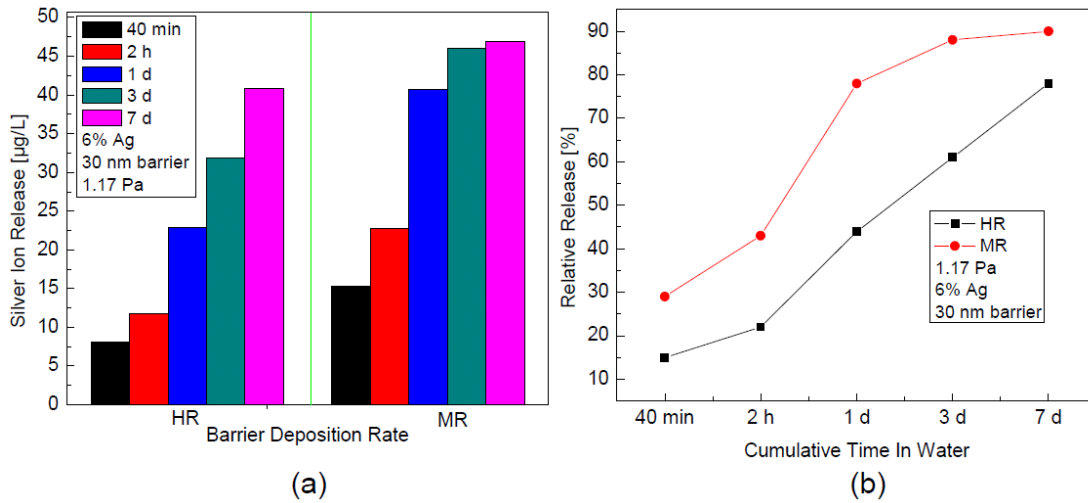 50
45
40
35
30
25
20
15
10
5
0
Silver Ion Release [µg/L]
40 min
2 h
1 d
3 d
7 d
6% Ag
30 nm barrier
1.17 Pa
HR
MR
Barrier Deposition Rate
(a)
90
80
70
60
50
40
30
20
10
Relative Release [%]
HR
MR
1.17 Pa
6% Ag
30 nm barrier
40 min
2 h
1 d
3 d
7 d
Cumulative Time In Water
(b)